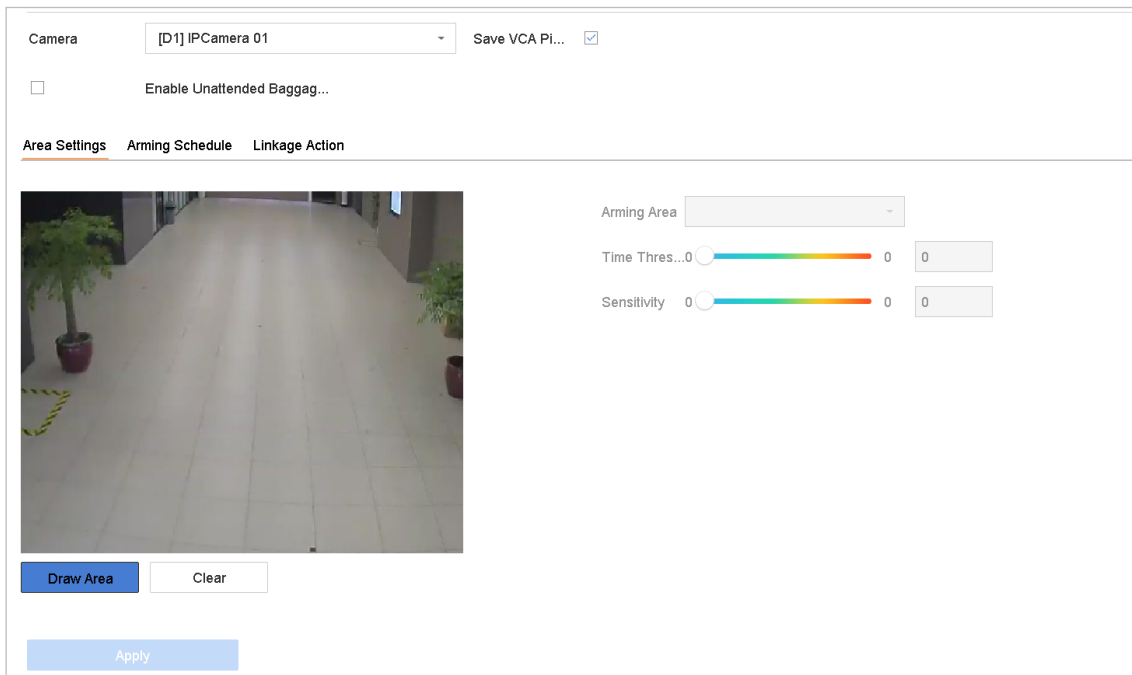 Camera [D1] IPCamera 01 Save VCA Pi...
Enable Unattended Baggag...
Area Settings Arming Schedule Linkage Action
Arming Area
Time Thres...0 0 0
Sensitivity 0 0 0
Draw Area Clear
Apply